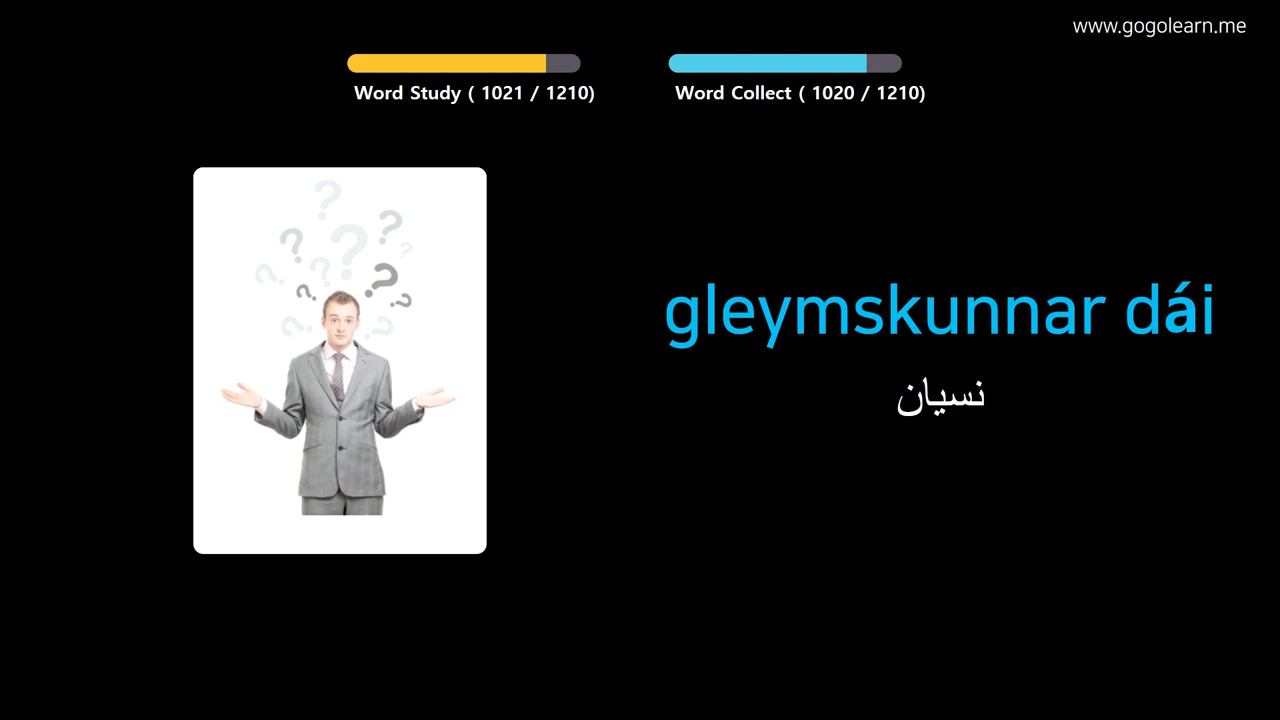 www.gogolearn.me
Word Study ( 1021 / 1210)
Word Collect ( 1020 / 1210)
gleymskunnar dái
نسيان